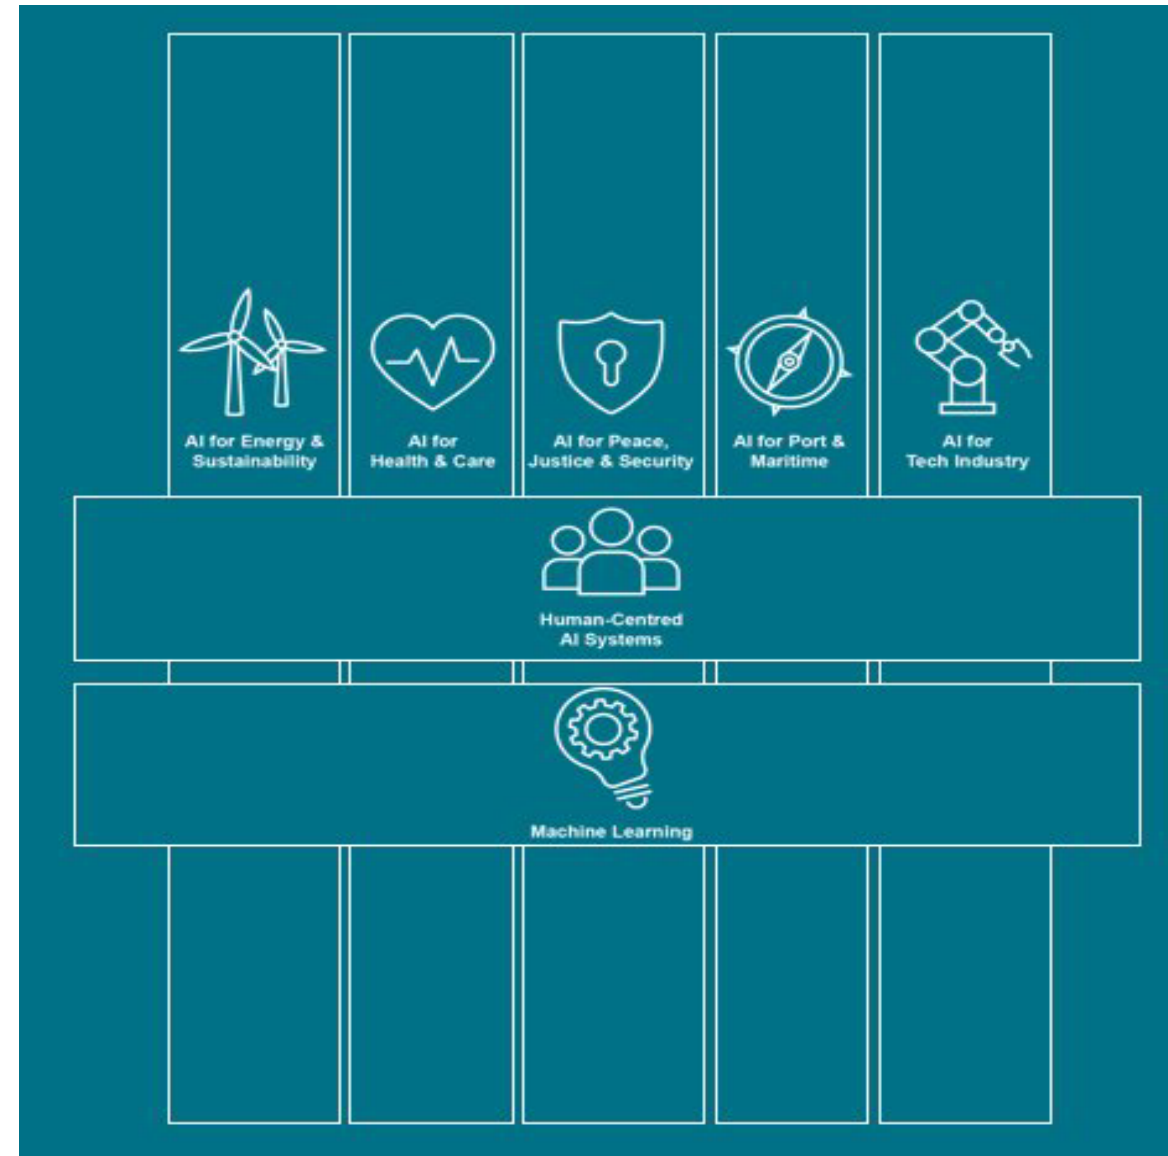 AI for Energy &
Sustainability
AI for
Health & Care
AI for Peace,
Justice & Security
AI for Port &
Maritime
AI for
Tech Industry
Human-Centred
AI Systems
Machine Learning